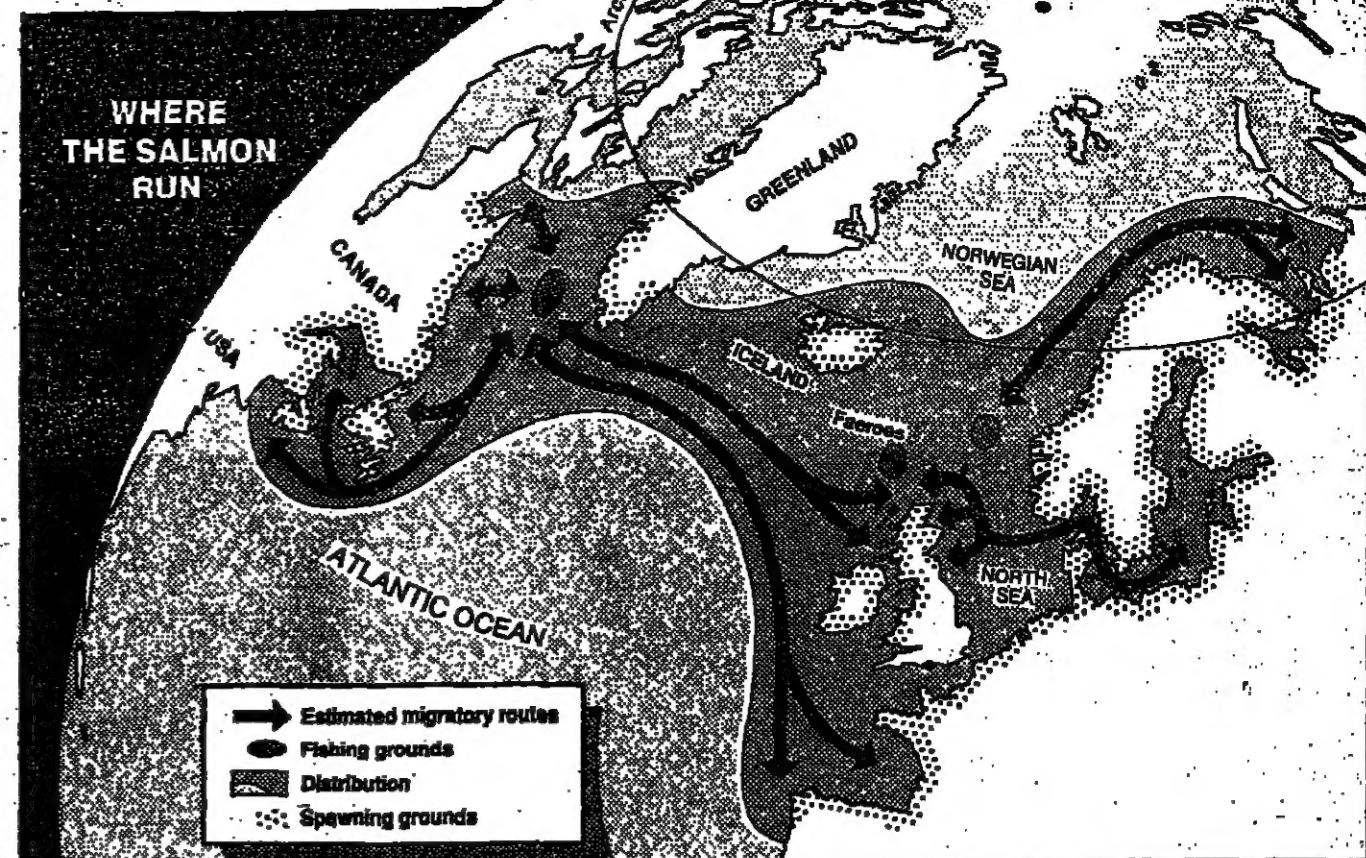 WHERE
THE SALMON
RUN
GREENLAND
CANADA
NORWEGIAN
SEA
USA
ICELAND
Faeroes
NORTH
SEA
ATLANTIC OCEAN
Estimated migratory routes
Fishing grounds
Distribution
Spawning grounds